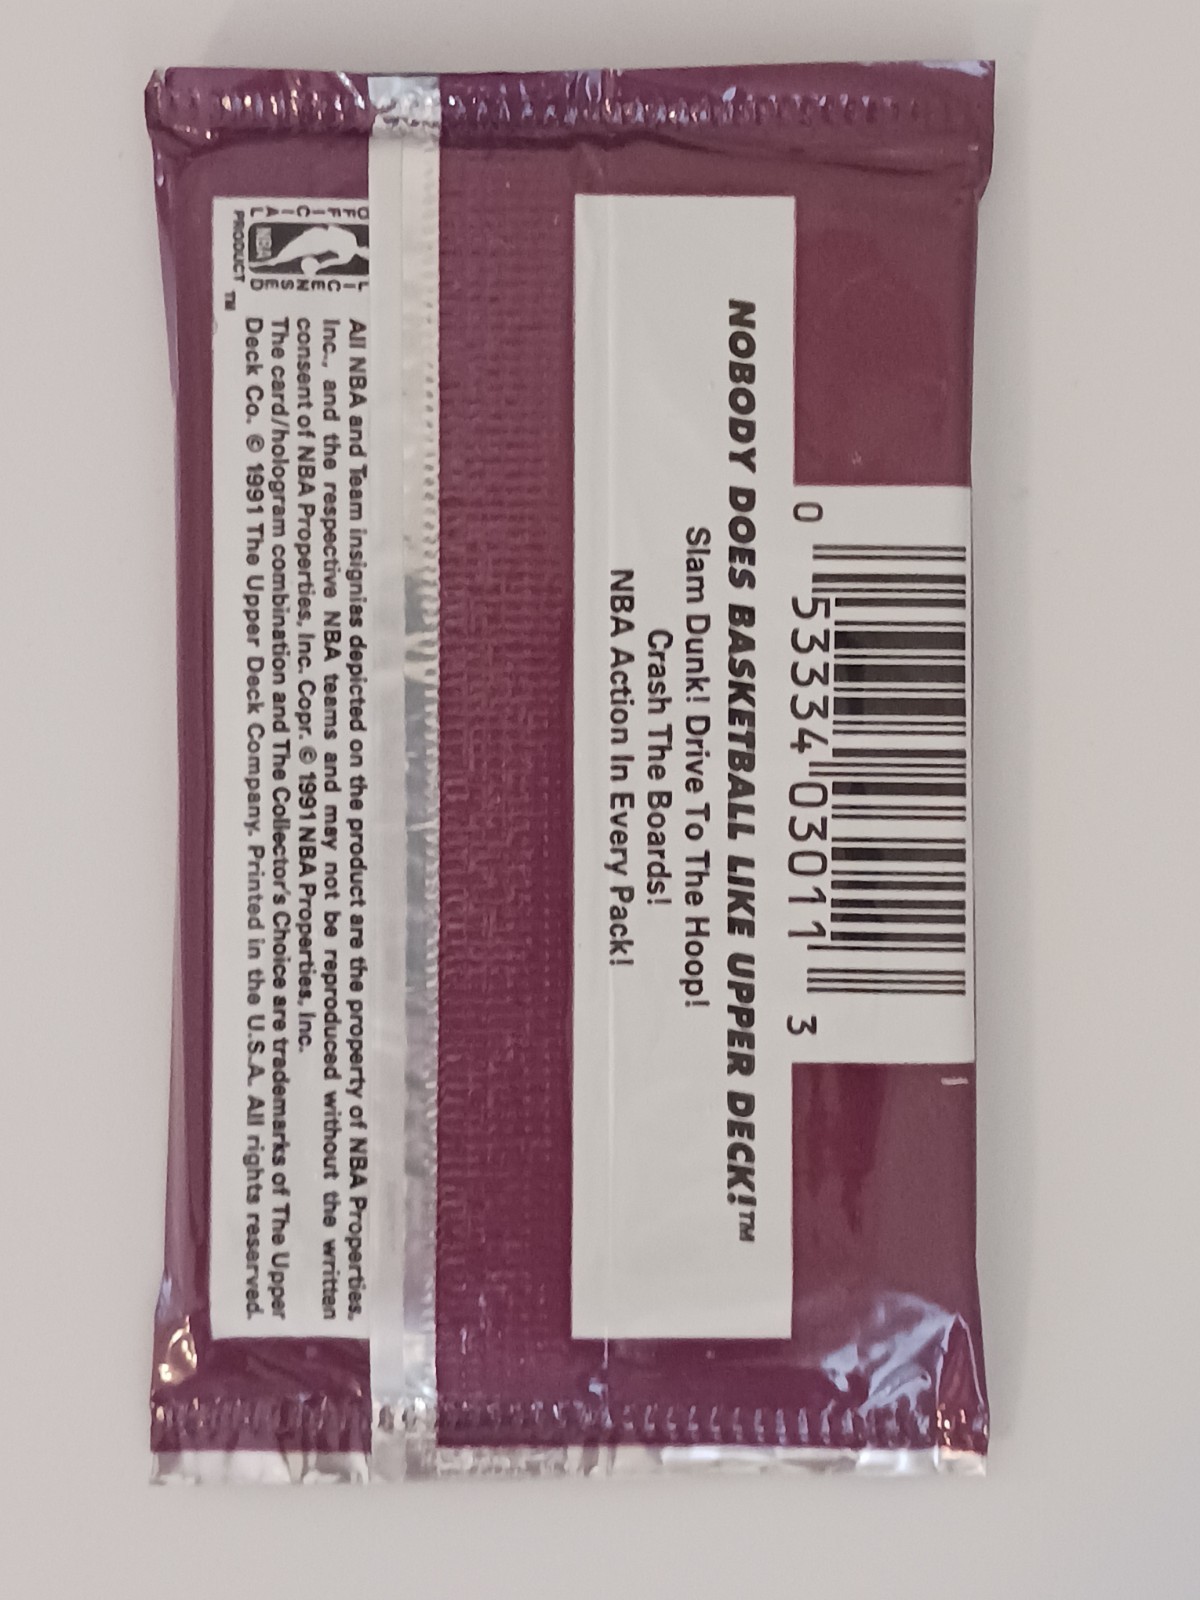 0 53334 03011 3
NOBODY DOES BASKETBALL LIKE UPPER DECK!™
Slam Dunk! Drive To The Hoop!
Crash The Boards!
NBA Action In Every Pack!
OFFICIAL
LICENSED
NBA
PRODUCT ™
All NBA and Team insignias depicted on the product are the property of NBA Properties,
Inc., and the respective NBA teams and may not be reproduced without the written
consent of NBA Properties, Inc. Copr. © 1991 NBA Properties, Inc.
The card/hologram combination and The Collector's Choice are trademarks of The Upper
Deck Co. © 1991 The Upper Deck Company. Printed in the U.S.A. All rights reserved.